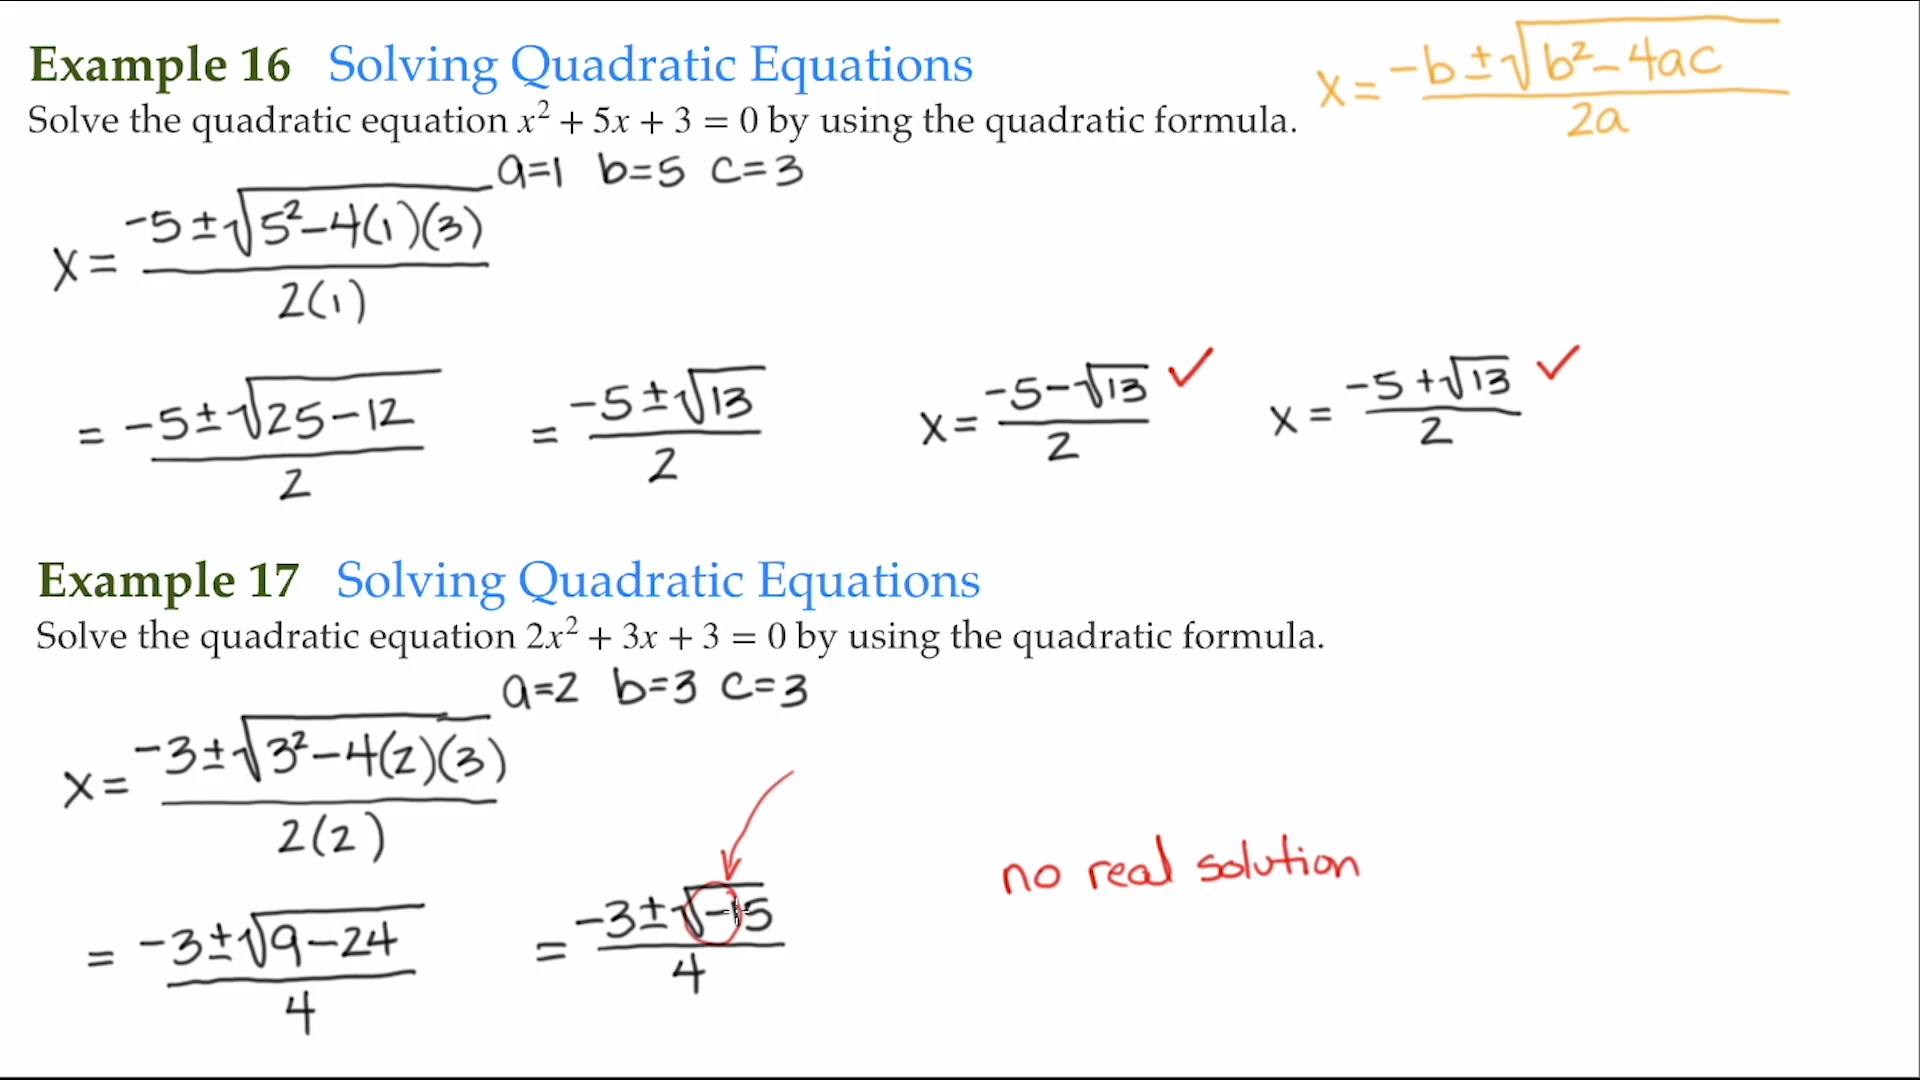 Example 16 Solving Quadratic Equations
x = (-b ± √(b² - 4ac)) / 2a
Solve the quadratic equation x² + 5x + 3 = 0 by using the quadratic formula.
a=1 b=5 c=3
x = (-5 ± √(5² - 4(1)(3))) / 2(1)
= (-5 ± √(25 - 12)) / 2
= (-5 ± √13) / 2
x = (-5 - √13) / 2 ✓
x = (-5 + √13) / 2 ✓
Example 17 Solving Quadratic Equations
Solve the quadratic equation 2x² + 3x + 3 = 0 by using the quadratic formula.
a=2 b=3 c=3
x = (-3 ± √(3² - 4(2)(3))) / 2(2)
= (-3 ± √(9 - 24)) / 4
= (-3 ± √(-15)) / 4
no real solution